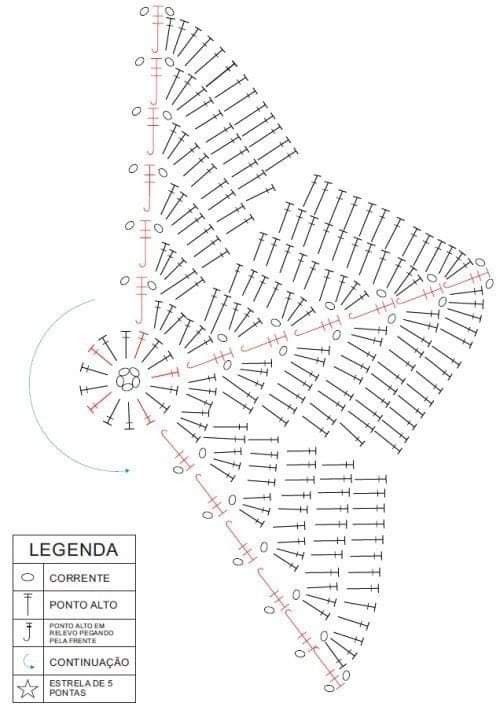 LEGENDA
CORRENTE
PONTO ALTO
PONTO ALTO EM
RELEVO PEGANDO
PELA FRENTE
CONTINUAÇÃO
ESTRELA DE 5
PONTAS